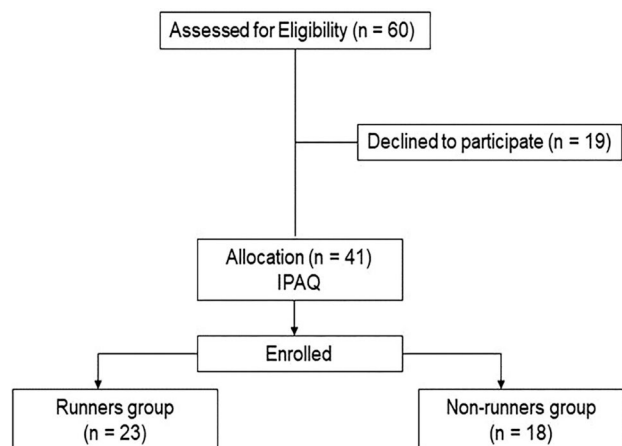 Assessed for Eligibility (n = 60)
Declined to participate (n = 19)
Allocation (n = 41)
IPAQ
Enrolled
Runners group
(n = 23)
Non-runners group
(n = 18)